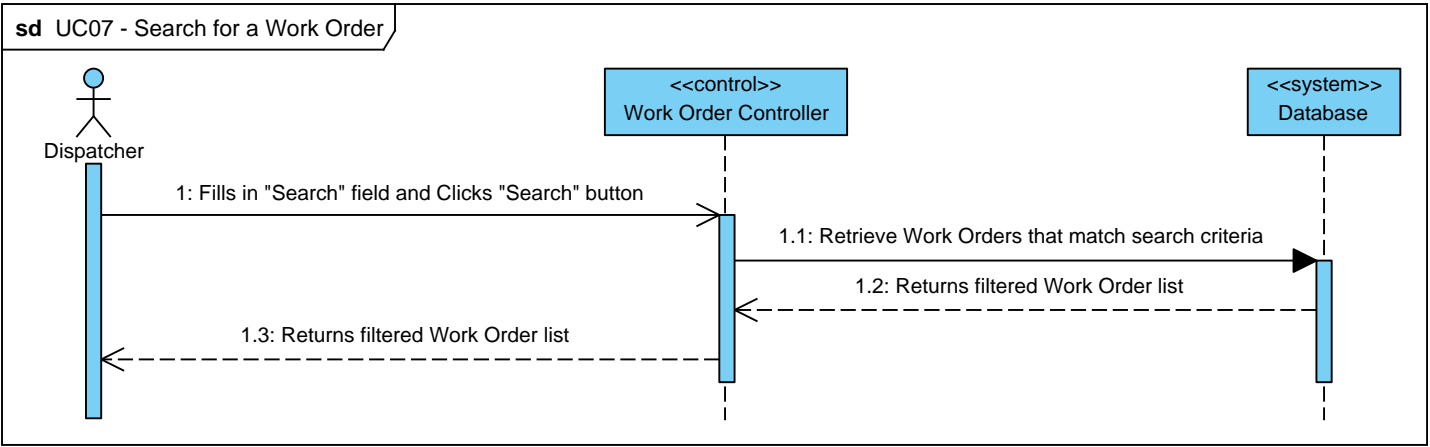 sd UC07 - Search for a Work Order
<<control>>
Work Order Controller
<<system>>
Database
Dispatcher
1: Fills in "Search" field and Clicks "Search" button
1.1: Retrieve Work Orders that match search criteria
1.2: Returns filtered Work Order list
1.3: Returns filtered Work Order list